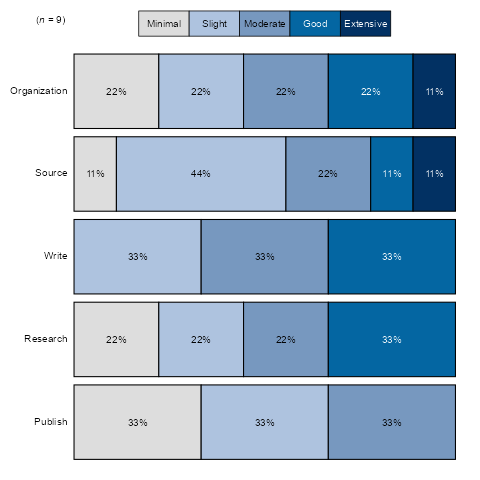 (n = 9)
Minimal Slight Moderate Good Extensive
Organization 22% 22% 22% 22% 11%
Source 11% 44% 22% 11% 11%
Write 33% 33% 33%
Research 22% 22% 22% 33%
Publish 33% 33% 33%